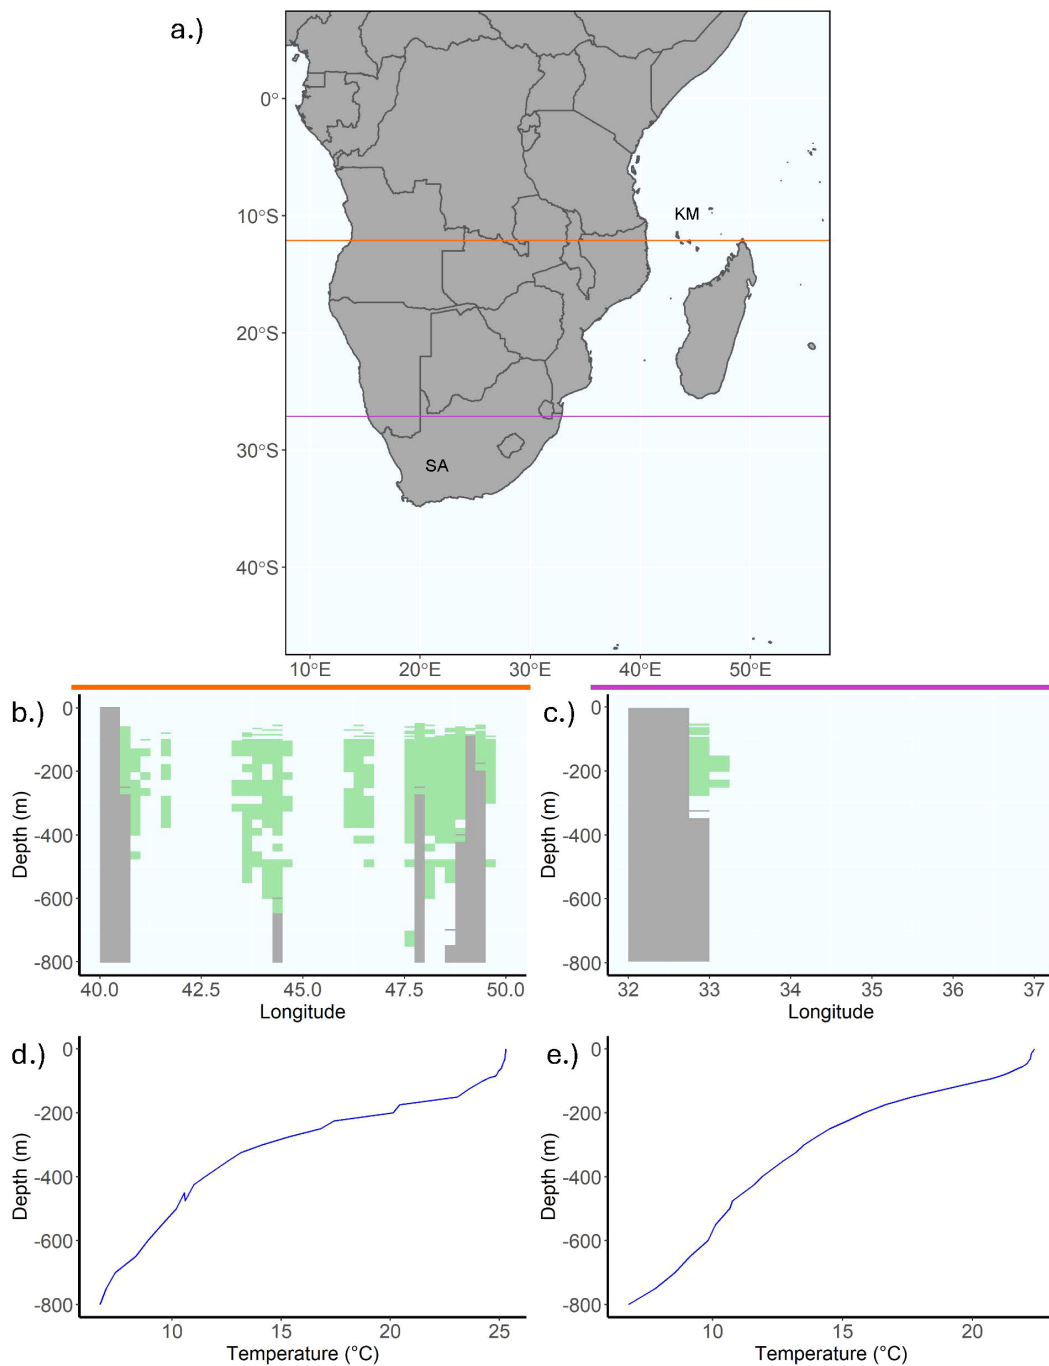 a.)
0°
10°S
20°S
30°S
40°S
KM
SA
10°E 20°E 30°E 40°E 50°E
b.)
0
-200
-400
-600
-800
Depth (m)
40.0 42.5 45.0 47.5 50.0
Longitude
c.)
0
-200
-400
-600
-800
Depth (m)
32 33 34 35 36 37
Longitude
d.)
0
-200
-400
-600
-800
Depth (m)
10 15 20 25
Temperature (°C)
e.)
0
-200
-400
-600
-800
Depth (m)
10 15 20
Temperature (°C)